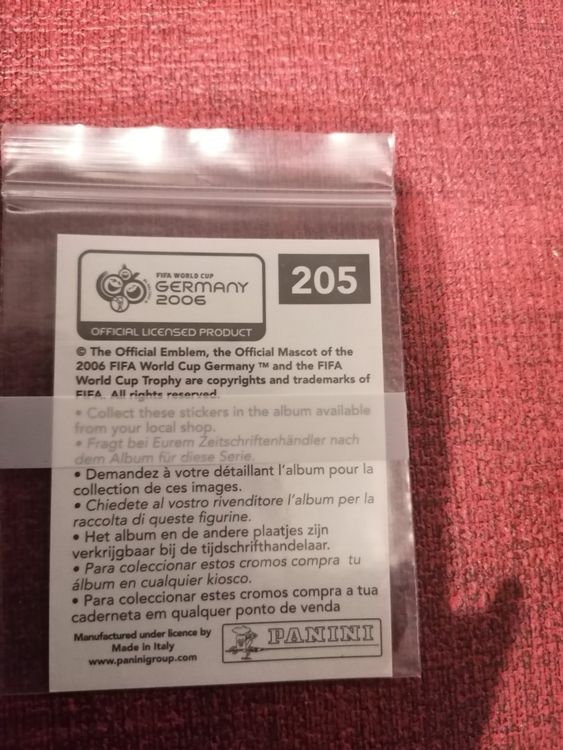 FIFA WORLD CUP
GERMANY
2006
OFFICIAL LICENSED PRODUCT
205
© The Official Emblem, the Official Mascot of the
2006 FIFA World Cup Germany ™ and the FIFA
World Cup Trophy are copyrights and trademarks of
FIFA. All rights reserved.
• Collect these stickers in the album available
from your local shop.
• Fragt bei Eurem Zeitschriftenhändler nach
dem Album für diese Serie.
• Demandez à votre détaillant l'album pour la
collection de ces images.
• Chiedete al vostro rivenditore l'album per la
raccolta di queste figurine.
• Het album en de andere plaatjes zijn
verkrijgbaar bij de tijdschrifthandelaar.
• Para coleccionar estos cromos compra tu
álbum en cualquier kiosco.
• Para coleccionar estes cromos compra a tua
caderneta em qualquer ponto de venda
Manufactured under licence by
Made in Italy
www.paninigroup.com
PANINI